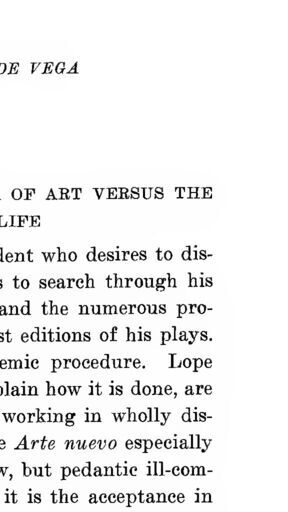 DE VEGA
OF ART VERSUS THE
LIFE
dent who desires to dis-
s to search through his
and the numerous pro-
st editions of his plays.
emic procedure. Lope
plain how it is done, are
working in wholly dis-
e Arte nuevo especially
w, but pedantic ill-com-
it is the acceptance in